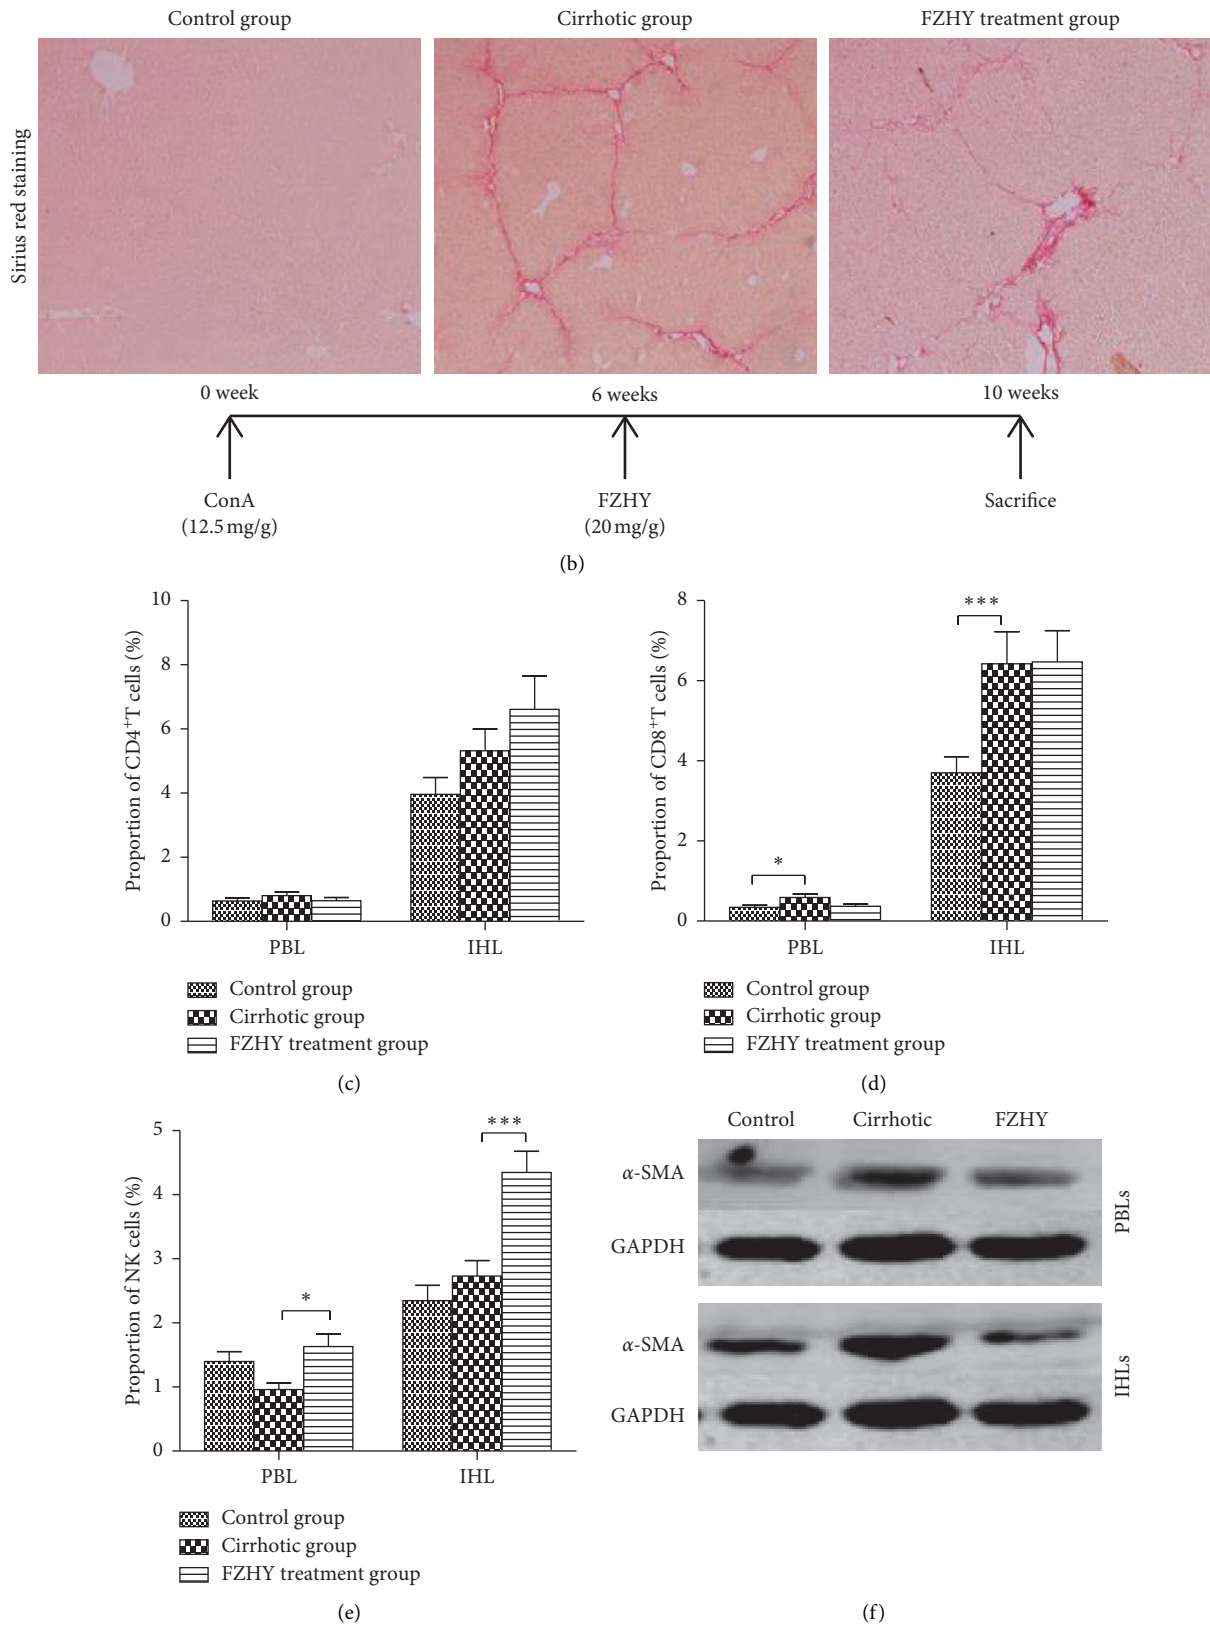 Control group
Cirrhotic group
FZHY treatment group
Sirius red staining
0 week
6 weeks
10 weeks
ConA
(12.5 mg/g)
FZHY
(20 mg/g)
Sacrifice
(b)
Proportion of CD4⁺T cells (%)
10
8
6
4
2
0
PBL
IHL
Control group
Cirrhotic group
FZHY treatment group
(c)
Proportion of CD8⁺T cells (%)
8
6
4
2
0
*
***
PBL
IHL
Control group
Cirrhotic group
FZHY treatment group
(d)
Proportion of NK cells (%)
5
4
3
2
1
0
*
***
PBL
IHL
Control group
Cirrhotic group
FZHY treatment group
(e)
Control
Cirrhotic
FZHY
α-SMA
GAPDH
PBLs
α-SMA
GAPDH
IHLs
(f)